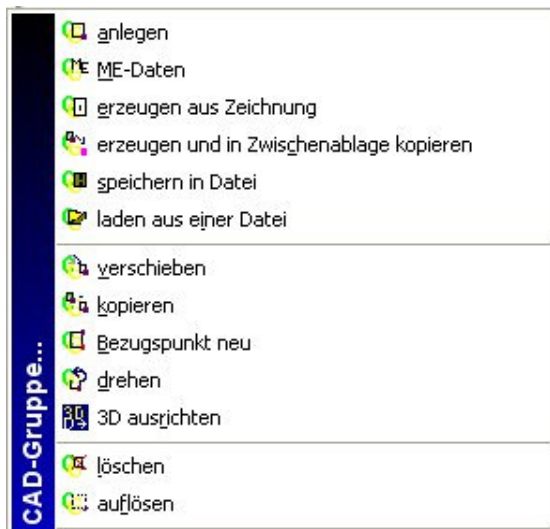 anlegen
ME-Daten
erzeugen aus Zeichnung
erzeugen und in Zwischenablage kopieren
speichern in Datei
laden aus einer Datei
verschieben
kopieren
Bezugspunkt neu
drehen
3D ausrichten
löschen
auflösen
CAD-Gruppe...